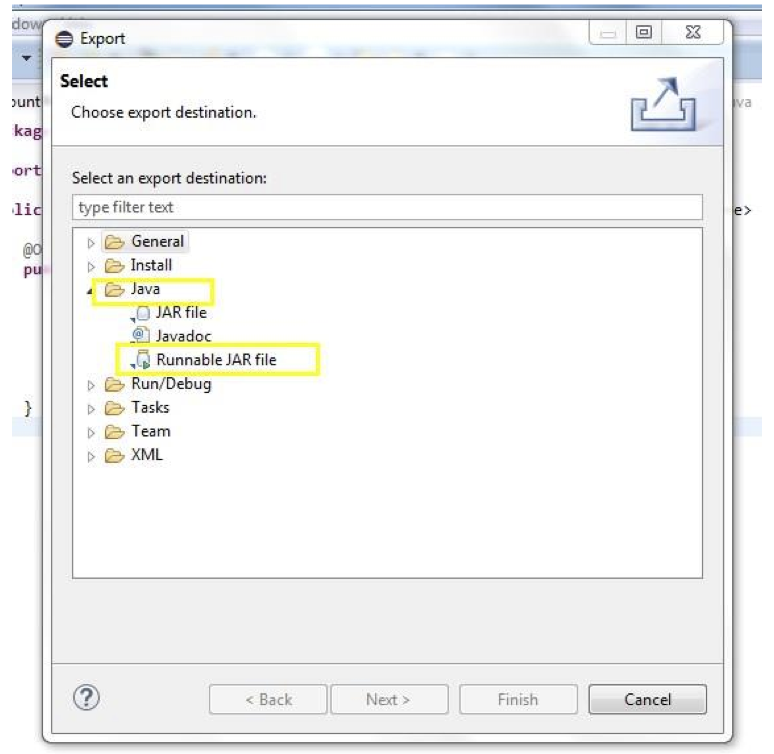 Export
Select
Choose export destination.
Select an export destination:
type filter text
General
Install
Java
JAR file
Javadoc
Runnable JAR file
Run/Debug
Tasks
Team
XML
}
@O
pu
e>
?
< Back
Next >
Finish
Cancel